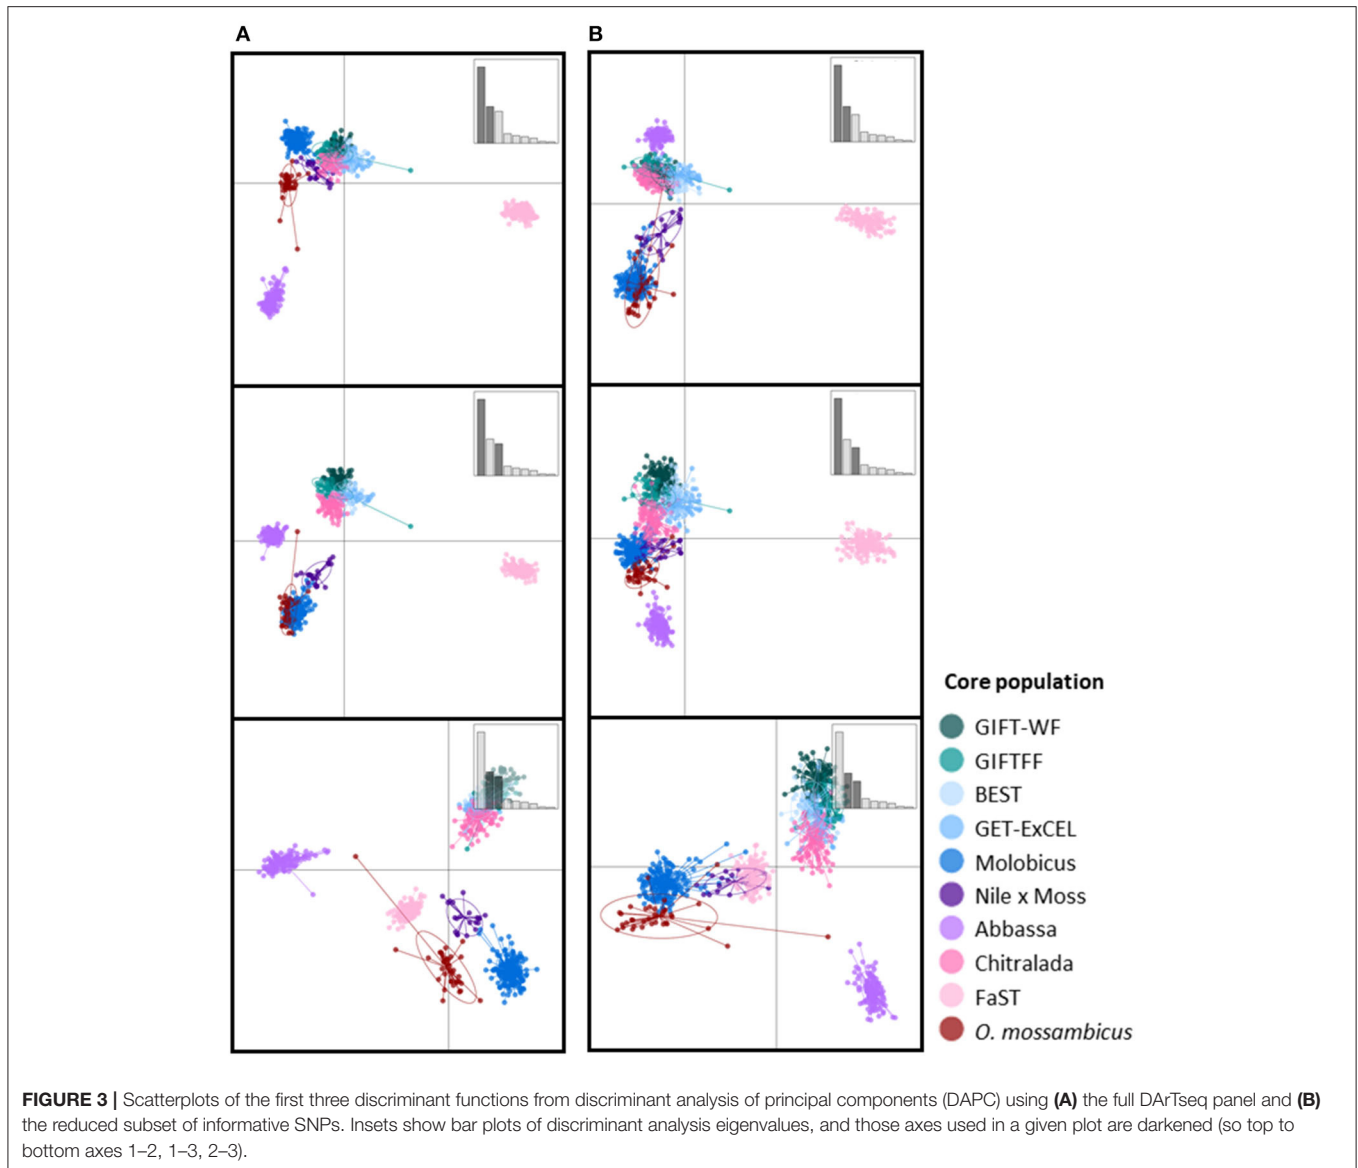 A
B
Core population
GIFT-WF
GIFTFF
BEST
GET-ExCEL
Molobicus
Nile x Moss
Abbassa
Chitralada
FaST
O. mossambicus
FIGURE 3 | Scatterplots of the first three discriminant functions from discriminant analysis of principal components (DAPC) using (A) the full DArTseq panel and (B)
the reduced subset of informative SNPs. Insets show bar plots of discriminant analysis eigenvalues, and those axes used in a given plot are darkened (so top to
bottom axes 1–2, 1–3, 2–3).